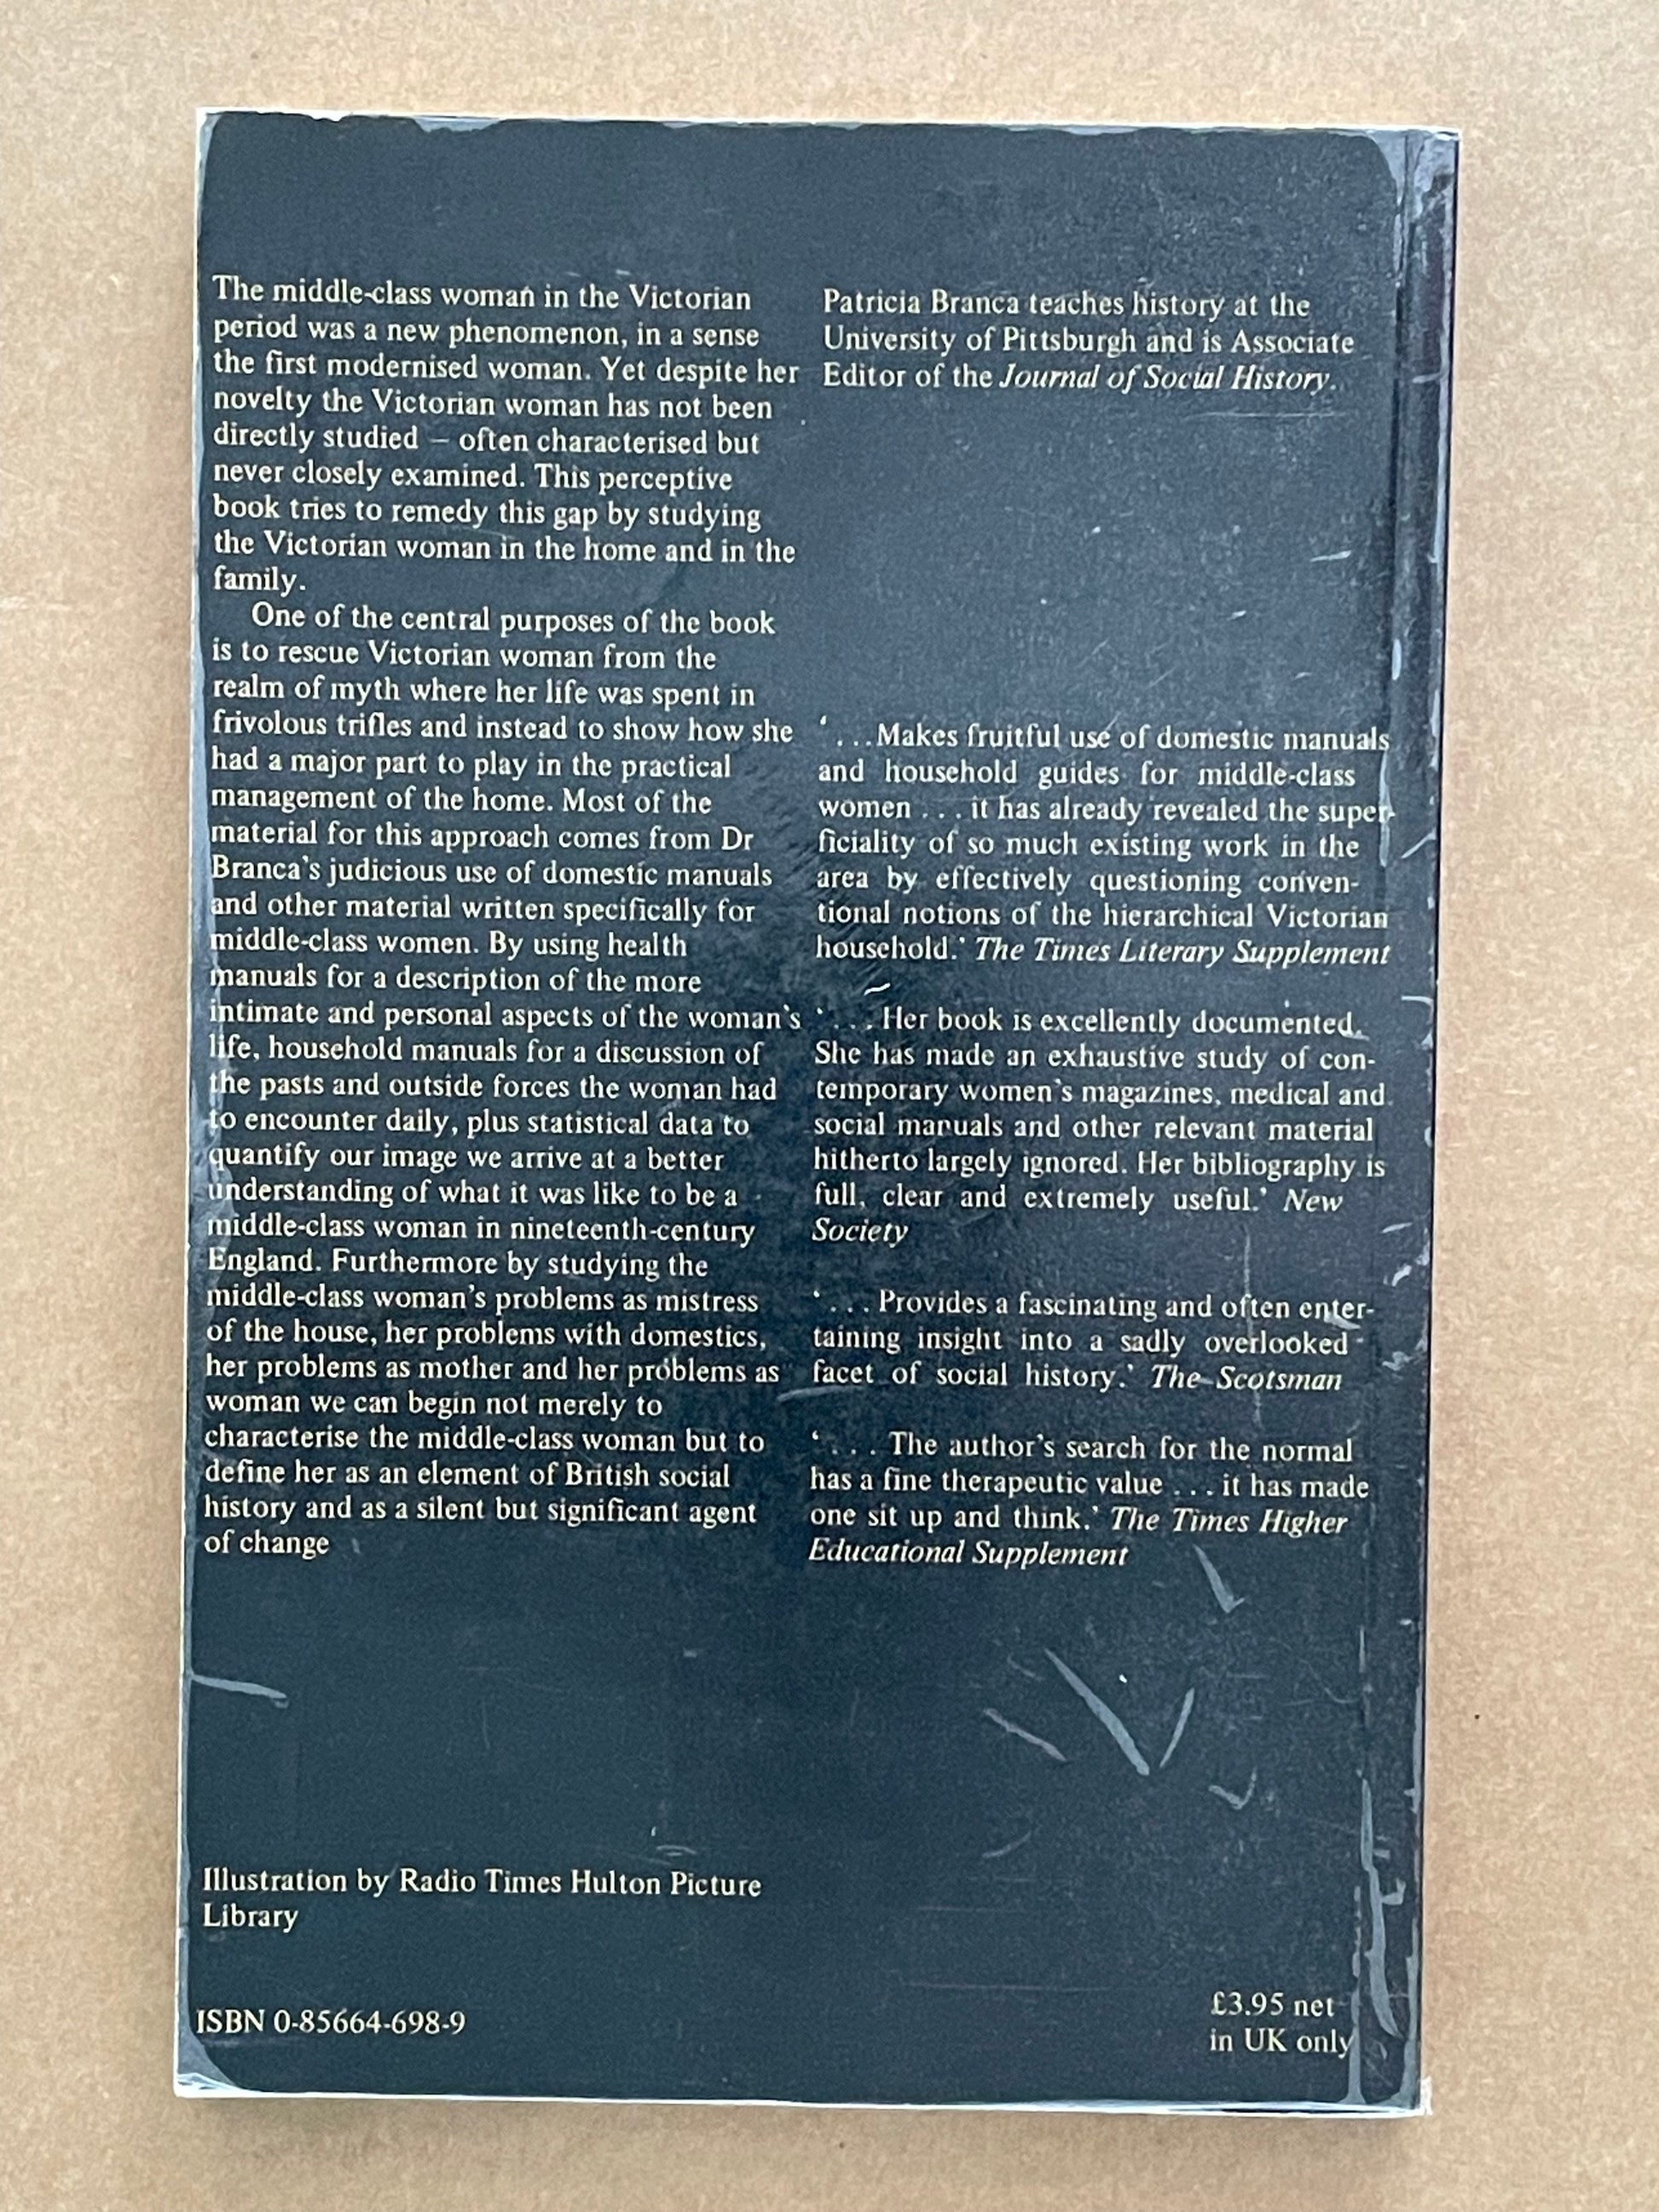 The middle-class woman in the Victorian
period was a new phenomenon, in a sense
the first modernised woman. Yet despite her
novelty the Victorian woman has not been
directly studied – often characterised but
never closely examined. This perceptive
book tries to remedy this gap by studying
the Victorian woman in the home and in the
family.
One of the central purposes of the book
is to rescue Victorian woman from the
realm of myth where her life was spent in
frivolous trifles and instead to show how she
had a major part to play in the practical
management of the home. Most of the
material for this approach comes from Dr
Branca's judicious use of domestic manuals
and other material written specifically for
middle-class women. By using health
manuals for a description of the more
intimate and personal aspects of the woman's
life, household manuals for a discussion of
the pasts and outside forces the woman had
to encounter daily, plus statistical data to
quantify our image we arrive at a better
understanding of what it was like to be a
middle-class woman in nineteenth-century
England. Furthermore by studying the
middle-class woman's problems as mistress
of the house, her problems with domestics,
her problems as mother and her problems as
woman we can begin not merely to
characterise the middle-class woman but to
define her as an element of British social
history and as a silent but significant agent
of change
Illustration by Radio Times Hulton Picture
Library
ISBN 0-85664-698-9
Patricia Branca teaches history at the
University of Pittsburgh and is Associate
Editor of the Journal of Social History.
‘...Makes fruitful use of domestic manuals
and household guides for middle-class
women ... it has already revealed the super-
ficiality of so much existing work in the
area by effectively questioning conven-
tional notions of the hierarchical Victorian
household.’ The Times Literary Supplement
‘... Her book is excellently documented.
She has made an exhaustive study of con-
temporary women's magazines, medical and
social manuals and other relevant material
hitherto largely ignored. Her bibliography is
full, clear and extremely useful.’ New
Society
‘... Provides a fascinating and often enter-
taining insight into a sadly overlooked
facet of social history.’ The Scotsman
‘... The author's search for the normal
has a fine therapeutic value ... it has made
one sit up and think.’ The Times Higher
Educational Supplement
£3.95 net
in UK only